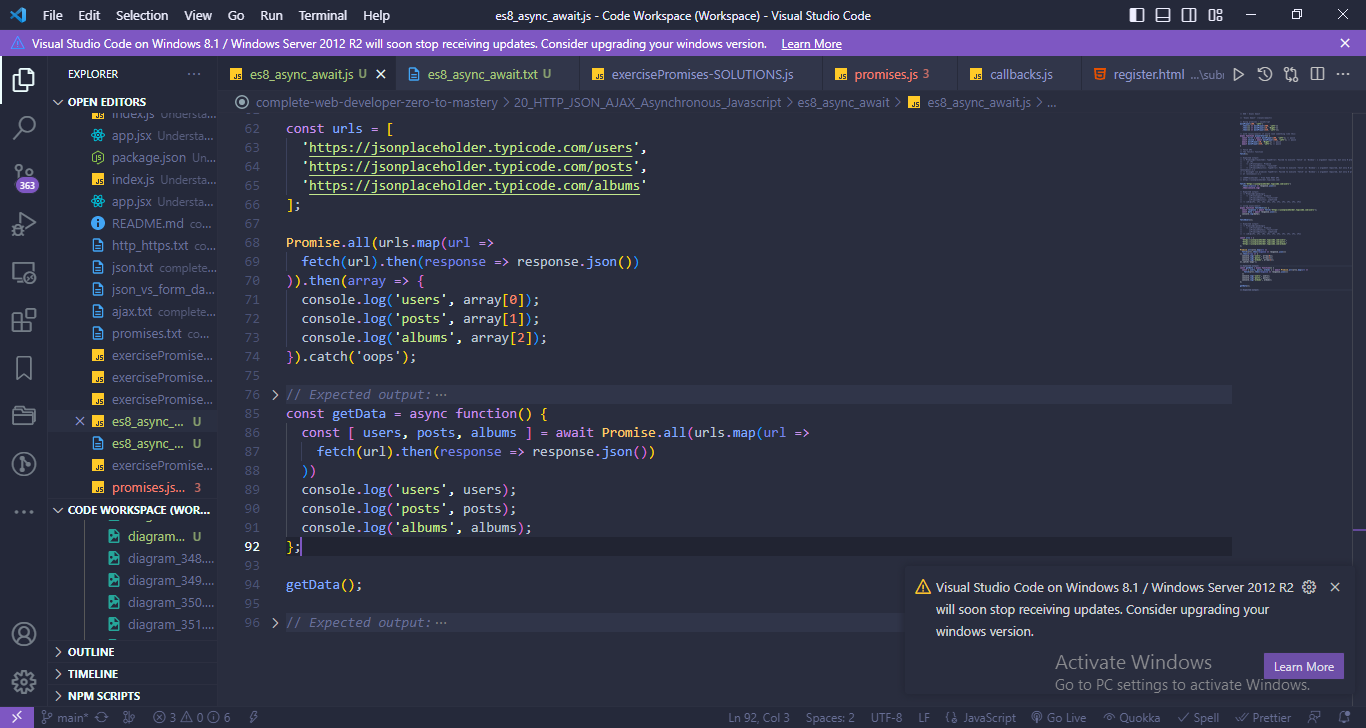 File Edit Selection View Go Run Terminal Help
es8_async_await.js - Code Workspace (Workspace) - Visual Studio Code
Visual Studio Code on Windows 8.1 / Windows Server 2012 R2 will soon stop receiving updates. Consider upgrading your windows version. Learn More
EXPLORER
es8_async_await.js U
es8_async_await.txt U
exercisePromises-SOLUTIONS.js
promises.js 3
callbacks.js
register.html ...\subn
OPEN EDITORS
index.js Understa...
app.jsx Understa...
package.json Un...
index.js Understa...
app.jsx Understa...
README.md co...
http_https.txt co...
json.txt complete...
json_vs_form_da...
ajax.txt complete...
promises.txt co...
exercisePromise...
exercisePromise...
exercisePromise...
es8_async_... U
es8_async_... U
exercisePromise...
promises.js... 3
CODE WORKSPACE (WOR...
diagram... U
diagram_348....
diagram_349....
diagram_350....
diagram_351....
OUTLINE
TIMELINE
NPM SCRIPTS
363
complete-web-developer-zero-to-mastery > 20_HTTP_JSON_AJAX_Asynchronous_Javascript > es8_async_await > es8_async_await.js > ...
62 const urls = [
63 'https://jsonplaceholder.typicode.com/users',
64 'https://jsonplaceholder.typicode.com/posts',
65 'https://jsonplaceholder.typicode.com/albums'
66 ];
67
68 Promise.all(urls.map(url =>
69 fetch(url).then(response => response.json())
70 )).then(array => {
71 console.log('users', array[0]);
72 console.log('posts', array[1]);
73 console.log('albums', array[2]);
74 }).catch('oops');
75
76 // Expected output:...
85 const getData = async function() {
86 const [ users, posts, albums ] = await Promise.all(urls.map(url =>
87 fetch(url).then(response => response.json())
88 ))
89 console.log('users', users);
90 console.log('posts', posts);
91 console.log('albums', albums);
92 };
93
94 getData();
95
96 // Expected output:...
Visual Studio Code on Windows 8.1 / Windows Server 2012 R2
will soon stop receiving updates. Consider upgrading your
windows version.
Learn More
Activate Windows
Go to PC settings to activate Windows.
main* 3 0 6
Ln 92, Col 3 Spaces: 2 UTF-8 LF {} JavaScript Go Live Quokka Spell Prettier